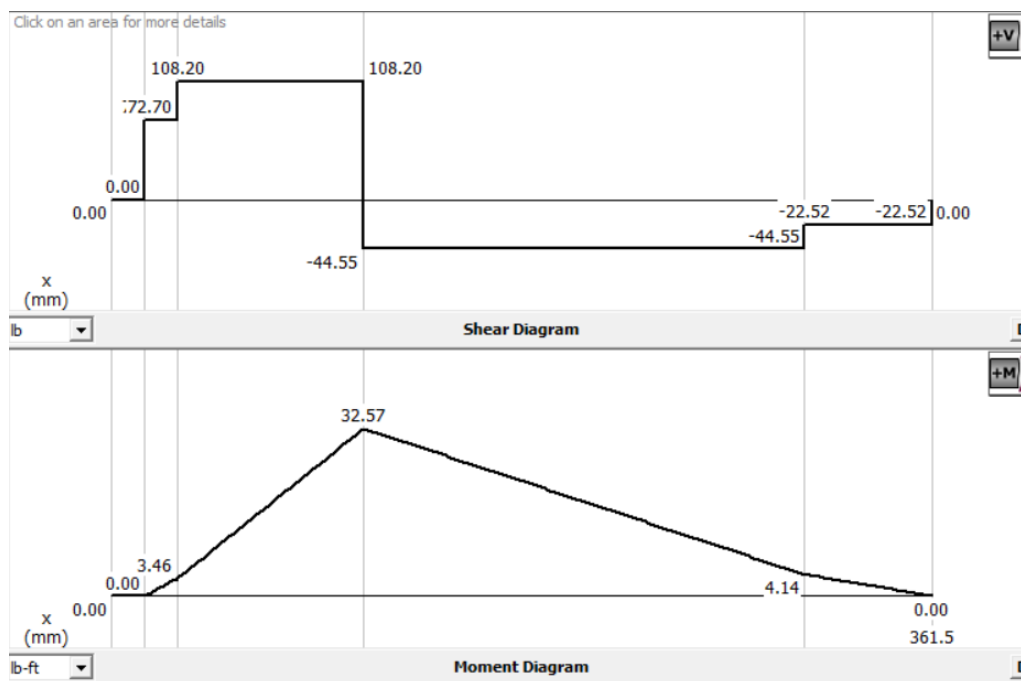 Click on an area for more details
+V
108.20 108.20
72.70
0.00
0.00
-22.52 -22.52 0.00
-44.55
-44.55
x
(mm)
lb Shear Diagram
+M
32.57
3.46
0.00
4.14
0.00 0.00
x
(mm) 361.5
lb-ft Moment Diagram